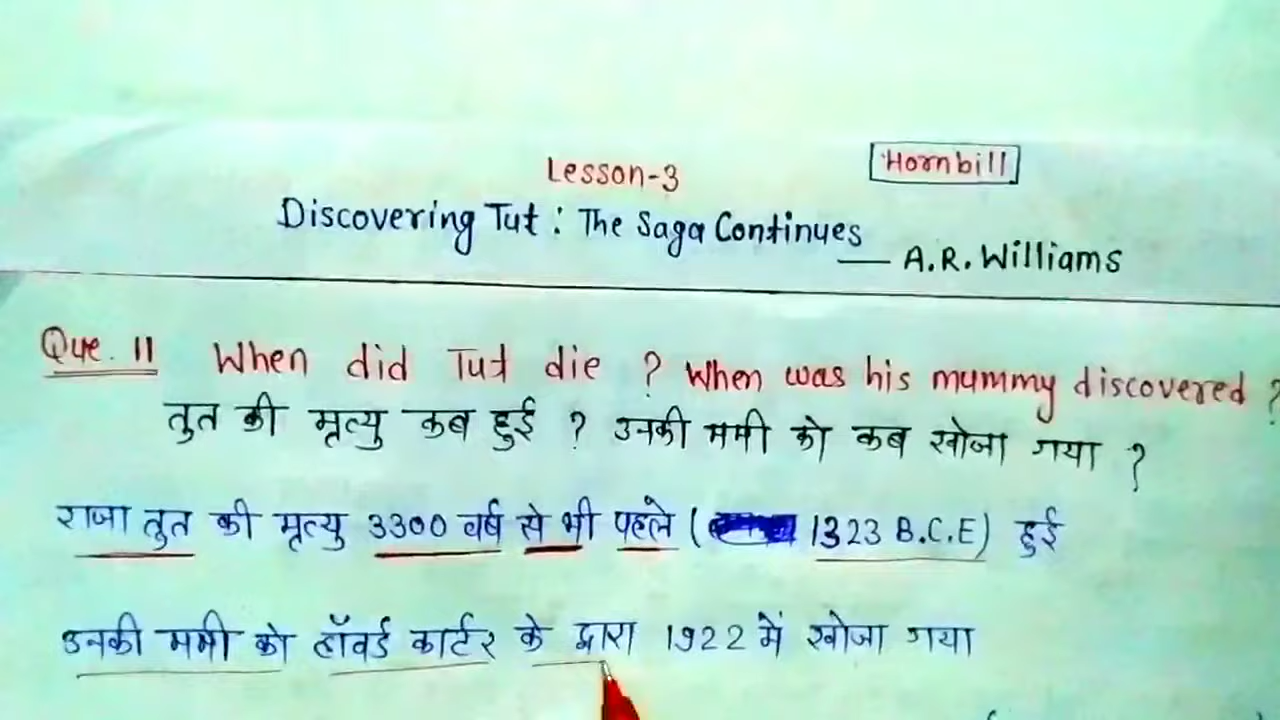 Hornbill
Lesson-3
Discovering Tut : The Saga Continues
— A.R. Williams
Que. 11 When did Tut die ? When was his mummy discovered ?
तुत की मृत्यु कब हुई ? उनकी ममी को कब खोजा गया ?
राजा तुत की मृत्यु 3300 वर्ष से भी पहले ( 1323 B.C.E) हुई
उनकी ममी को हॉवर्ड कार्टर के द्वारा 1922 में खोजा गया